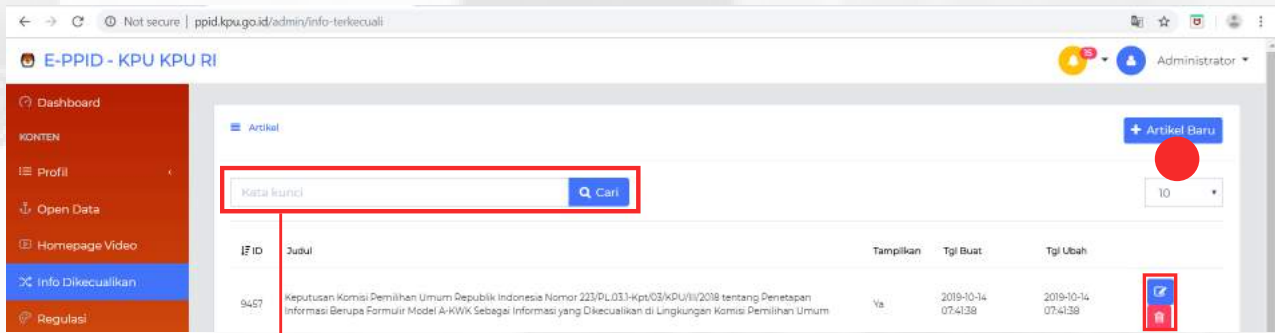 Not secure | ppid.kpu.go.id/admin/info-terkecuali
E-PPID - KPU KPU RI
15
Administrator
Dashboard
KONTEN
Profil
Open Data
Homepage Video
Info Dikecualikan
Regulasi
Artikel
+ Artikel Baru
Kata kunci
Cari
10
ID Judul Tampilkan Tgl Buat Tgl Ubah
9457 Keputusan Komisi Pemilihan Umum Republik Indonesia Nomor 223/PL.03.1-Kpt/03/KPU/III/2018 tentang Penetapan Ya 2019-10-14 2019-10-14
Informasi Berupa Formulir Model A-KWK Sebagai Informasi yang Dikecualikan di Lingkungan Komisi Pemilihan Umum 07:41:38 07:41:38